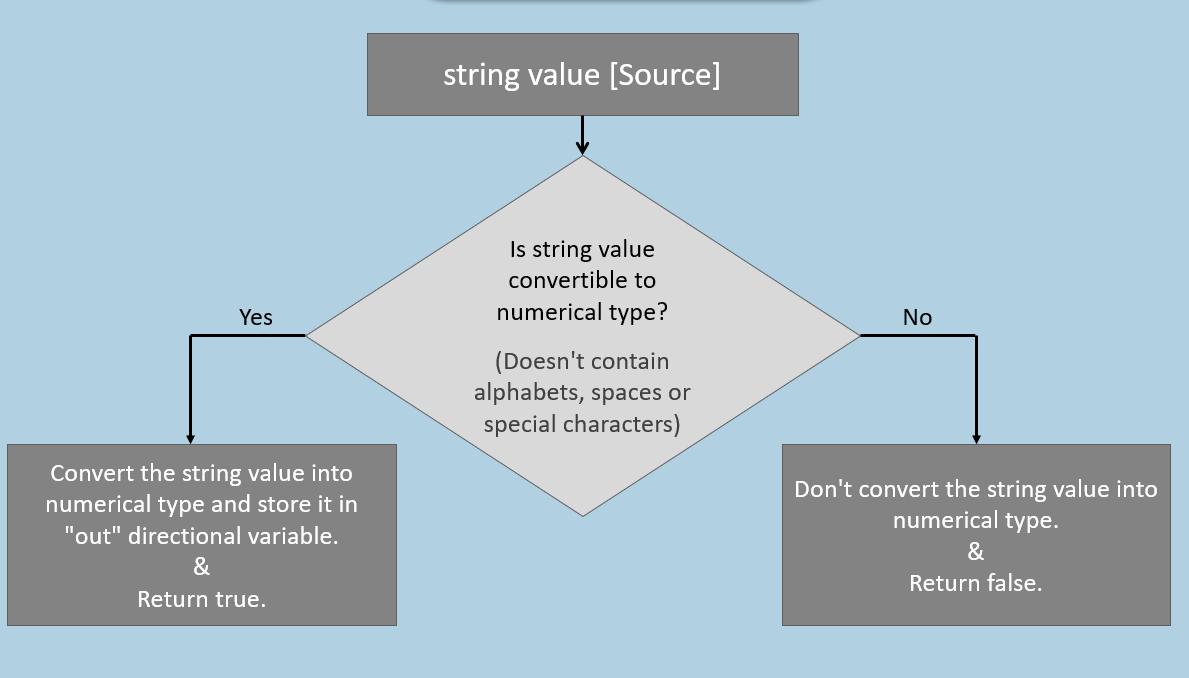 string value [Source]
Is string value
convertible to
numerical type?
(Doesn't contain
alphabets, spaces or
special characters)
Yes
No
Convert the string value into
numerical type and store it in
"out" directional variable.
&
Return true.
Don't convert the string value into
numerical type.
&
Return false.